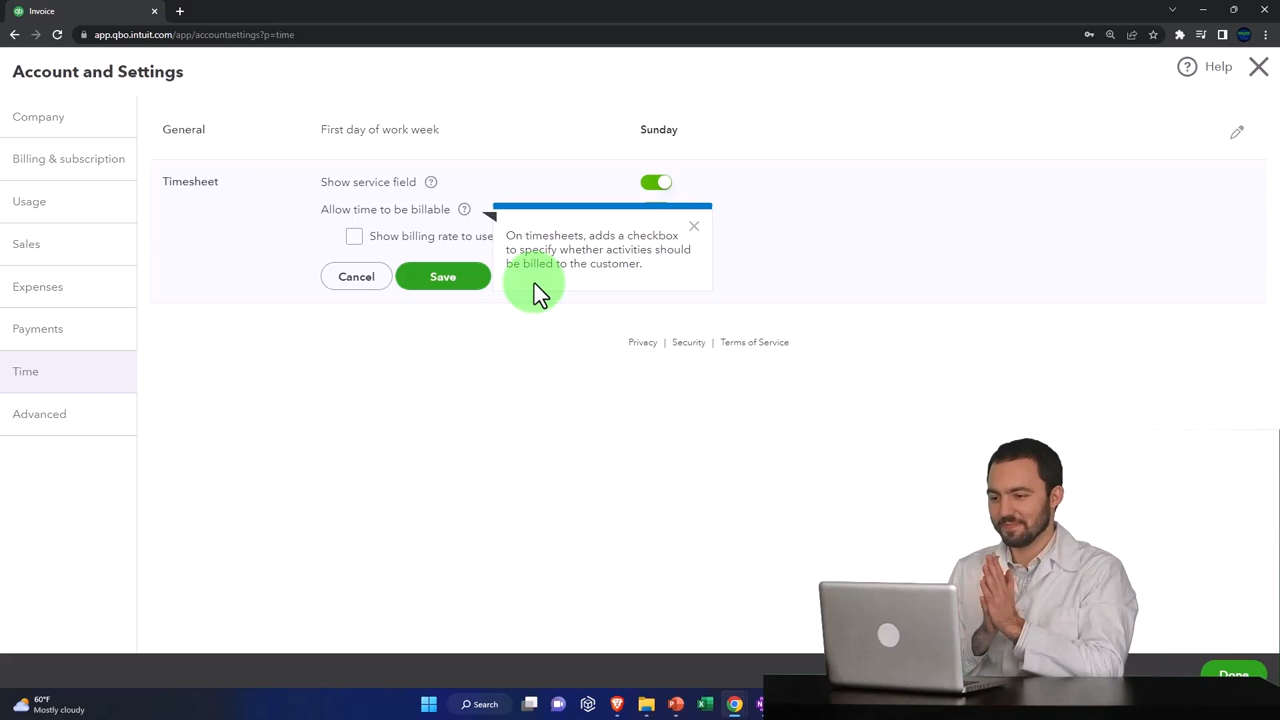 Invoice
app.qbo.intuit.com/app/accountsettings?p=time
Account and Settings
Help
Company
Billing & subscription
Usage
Sales
Expenses
Payments
Time
Advanced
General
First day of work week
Sunday
Timesheet
Show service field
Allow time to be billable
Show billing rate to use
On timesheets, adds a checkbox
to specify whether activities should
be billed to the customer.
Cancel
Save
Privacy | Security | Terms of Service
Done
60°F
Mostly cloudy
Search